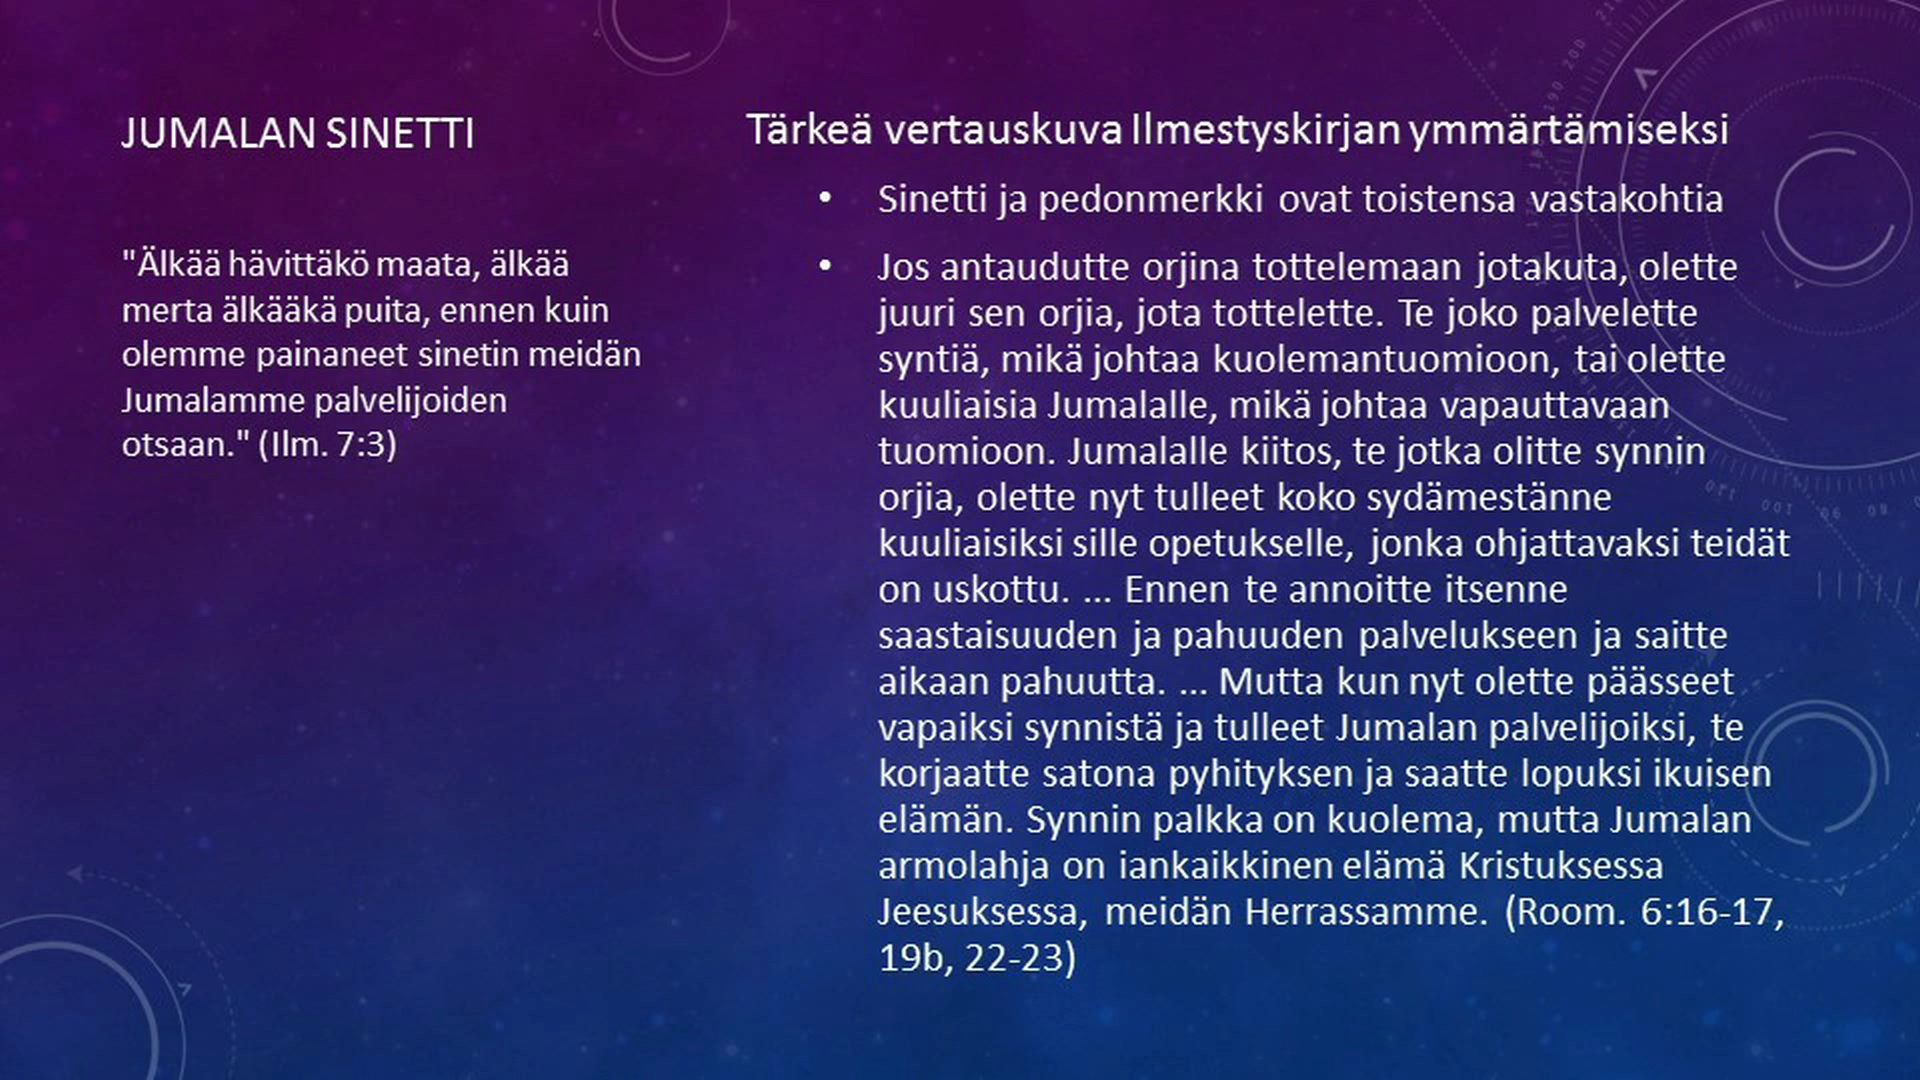 JUMALAN SINETTI
"Älkää hävittäkö maata, älkää
merta älkääkä puita, ennen kuin
olemme painaneet sinetin meidän
Jumalamme palvelijoiden
otsaan." (Ilm. 7:3)
Tärkeä vertauskuva Ilmestyskirjan ymmärtämiseksi
• Sinetti ja pedonmerkki ovat toistensa vastakohtia
• Jos antaudutte orjina tottelemaan jotakuta, olette
juuri sen orjia, jota tottelette. Te joko palvelette
syntiä, mikä johtaa kuolemantuomioon, tai olette
kuuliaisia Jumalalle, mikä johtaa vapauttavaan
tuomioon. Jumalalle kiitos, te jotka olitte synnin
orjia, olette nyt tulleet koko sydämestänne
kuuliaisiksi sille opetukselle, jonka ohjattavaksi teidät
on uskottu. ... Ennen te annoitte itsenne
saastaisuuden ja pahuuden palvelukseen ja saitte
aikaan pahuutta. ... Mutta kun nyt olette päässeet
vapaiksi synnistä ja tulleet Jumalan palvelijoiksi, te
korjaatte satona pyhityksen ja saatte lopuksi ikuisen
elämän. Synnin palkka on kuolema, mutta Jumalan
armolahja on iankaikkinen elämä Kristuksessa
Jeesuksessa, meidän Herrassamme. (Room. 6:16-17,
19b, 22-23)